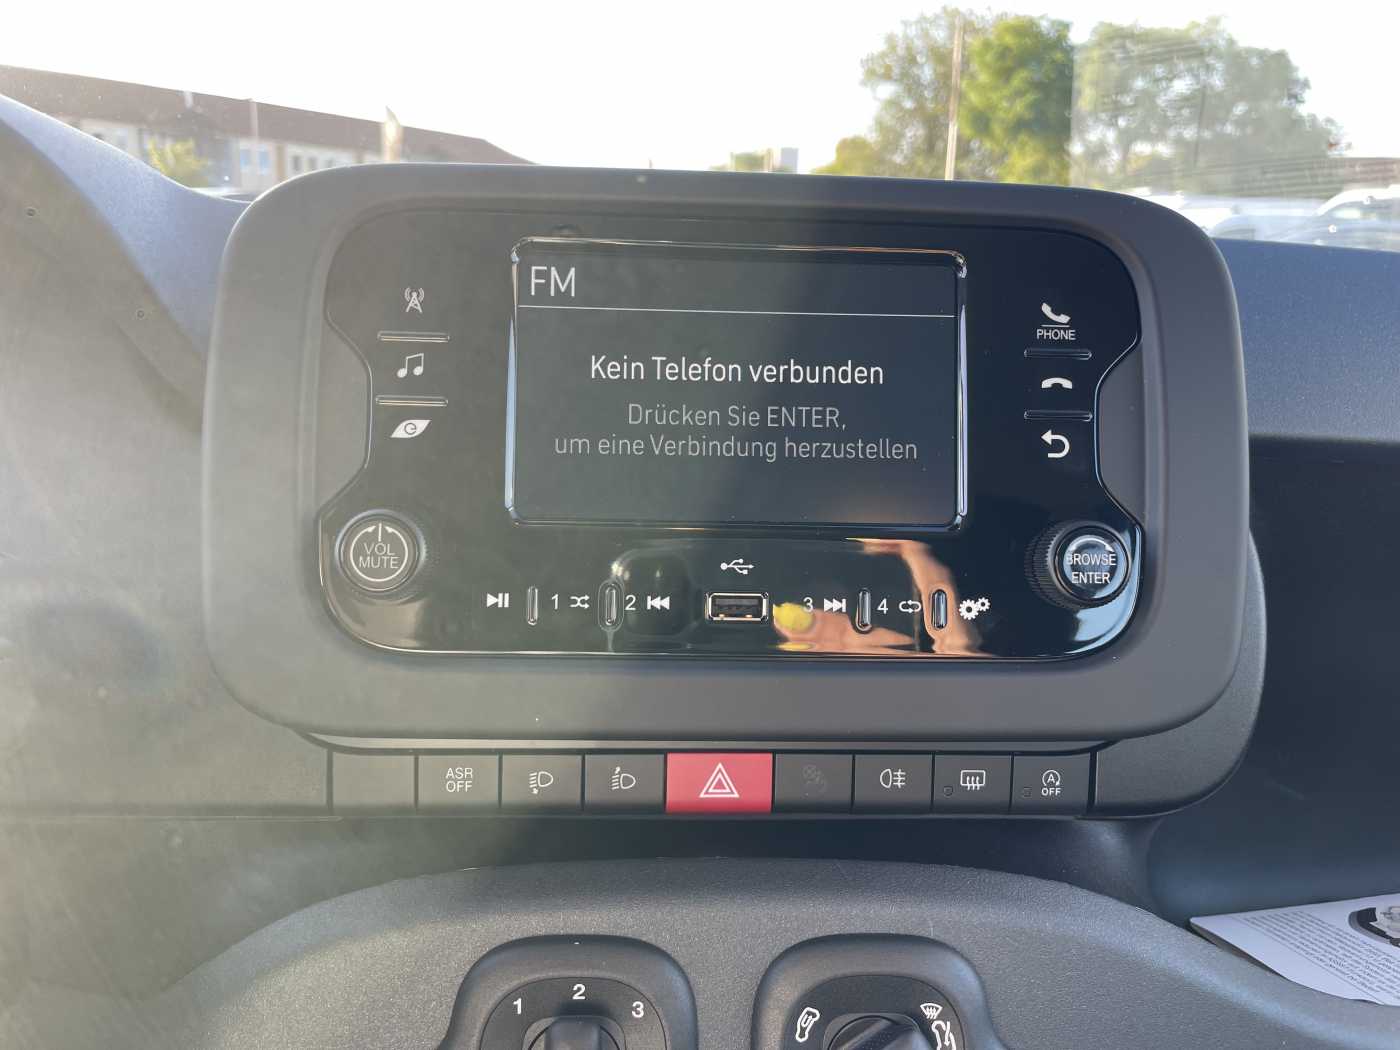 FM
Kein Telefon verbunden
Drücken Sie ENTER,
um eine Verbindung herzustellen
PHONE
VOL
MUTE
BROWSE
ENTER
1 2 3 4
ASR
OFF
A
OFF
1 2 3